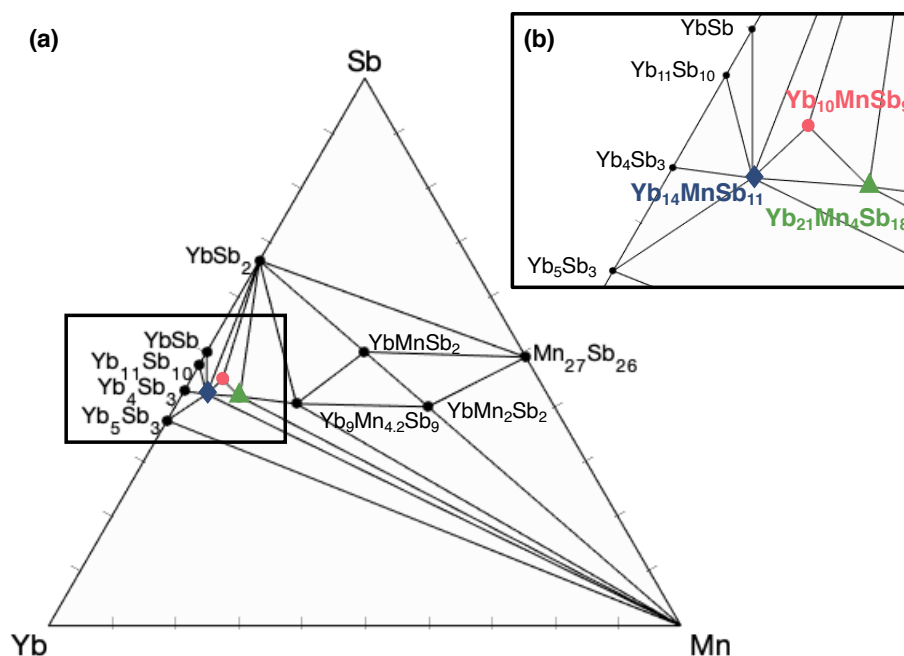 (a)
Sb
YbSb₂
YbSb
Yb₁₁Sb₁₀
Yb₄Sb₃
Yb₅Sb₃
YbMnSb₂
Mn₂₇Sb₂₆
Yb₉Mn₄.₂Sb₉
YbMn₂Sb₂
Yb
Mn
(b)
YbSb
Yb₁₁Sb₁₀
Yb₁₀MnSb₉
Yb₄Sb₃
Yb₁₄MnSb₁₁
Yb₂₁Mn₄Sb₁₈
Yb₅Sb₃